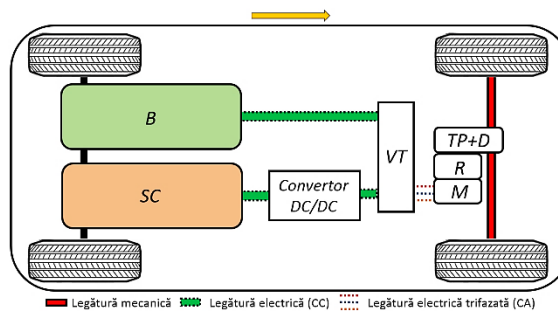 B
SC
Convertor
DC/DC
VT
TP+D
R
M
Legătură mecanică
Legătură electrică (CC)
Legătură electrică trifazată (CA)